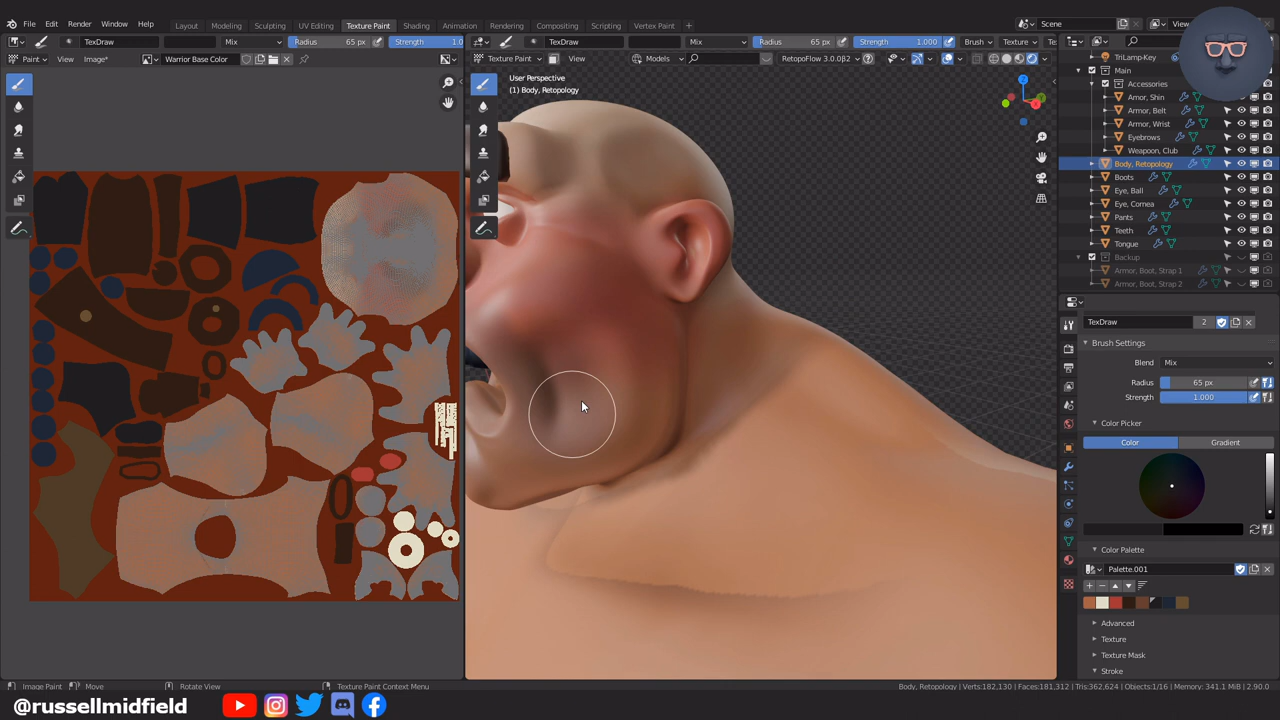 File Edit Render Window Help Layout Modeling Sculpting UV Editing Texture Paint Shading Animation Rendering Compositing Scripting Vertex Paint + Scene
TexDraw Mix Radius 65 px Strength 1.0 TexDraw Mix Radius 65 px Strength 1.000 Brush Texture
Paint View Image* Warrior Base Color Texture Paint View Models RetopoFlow 3.0.0β2
User Perspective
(1) Body, Retopology
TriLamp-Key
Main
Accessories
Armor, Shin
Armor, Belt
Armor, Wrist
Eyebrows
Weapoon, Club
Body, Retopology
Boots
Eye, Ball
Eye, Cornea
Pants
Teeth
Tongue
Backup
Armor, Boot, Strap 1
Armor, Boot, Strap 2
TexDraw 2
Brush Settings
Blend Mix
Radius 65 px
Strength 1.000
Color Picker
Color Gradient
Color Palette
Palette.001
Advanced
Texture
Texture Mask
Stroke
Image Paint Move Rotate View Texture Paint Context Menu Body, Retopology | Verts:182,130 | Faces:181,312 | Tris:362,624 | Objects:1/16 | Memory: 341.1 MiB | 2.90.0
@russellmidfield